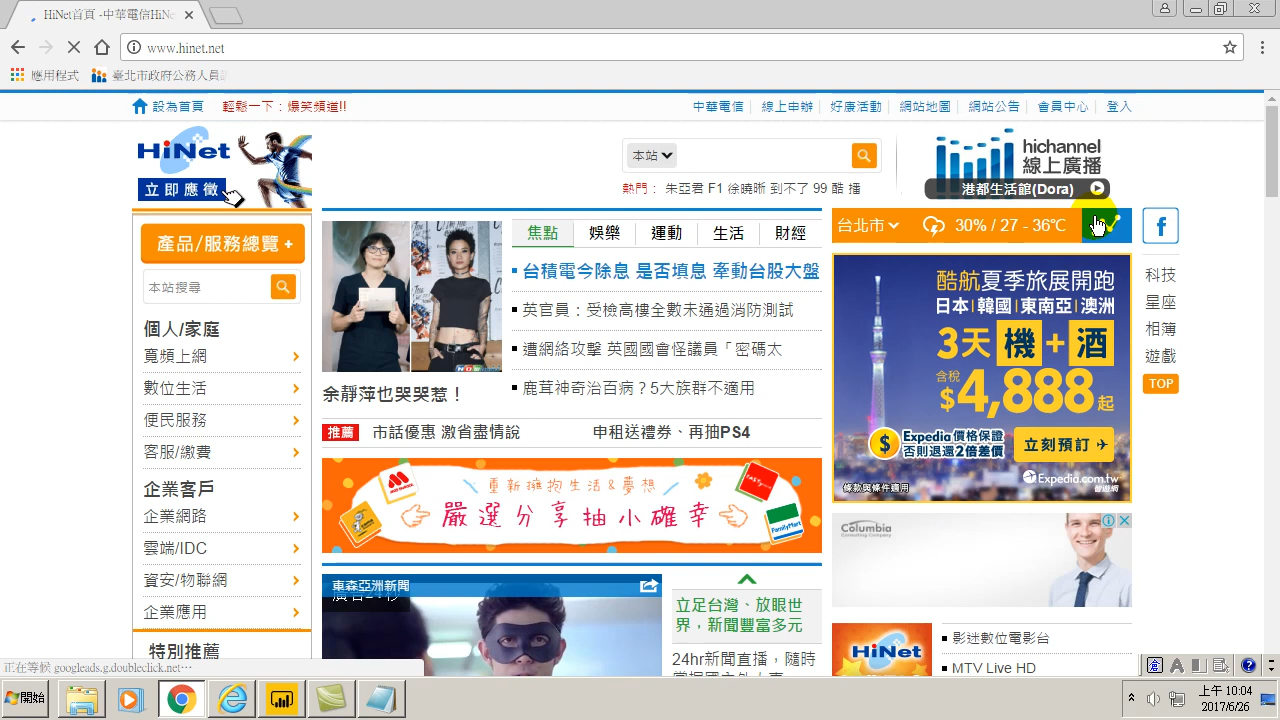 HiNet首頁 -中華電信HiNe
www.hinet.net
應用程式
臺北市政府公務人員
設為首頁
輕鬆一下：爆笑頻道!!
中華電信 | 線上申辦 | 好康活動 | 網站地圖 | 網站公告 | 會員中心 | 登入
HiNet
立即應徵
本站
熱門： 朱亞君 F1 徐曉晰 到不了 99 酷 播
hichannel
線上廣播
港都生活館(Dora)
產品/服務總覽 +
本站搜尋
個人/家庭
寬頻上網
數位生活
便民服務
客服/繳費
企業客戶
企業網路
雲端/IDC
資安/物聯網
企業應用
特別推薦
余靜萍也哭哭惹！
焦點 娛樂 運動 生活 財經
台積電今除息 是否填息 牽動台股大盤
英官員：受檢高樓全數未通過消防測試
遭網絡攻擊 英國國會怪議員「密碼太
鹿茸神奇治百病？5大族群不適用
推薦
市話優惠 激省盡情說
申租送禮券、再抽PS4
重新擁抱生活&夢想
嚴選分享抽小確幸
FamilyMart
東森亞洲新聞
立足台灣、放眼世
界，新聞豐富多元
24hr新聞直播，隨時
台北市
30% / 27 - 36℃
酷航夏季旅展開跑
日本|韓國|東南亞|澳洲
3天 機+酒
含稅
$4,888起
Expedia 價格保證
否則退還2倍差價
立刻預訂
條款與條件適用
Expedia.com.tw
智遊網
Columbia
Consulting Company
HiNet
影迷數位電影台
MTV Live HD
科技
星座
相簿
遊戲
TOP
正在等候 googleads.g.doubleclick.net…
開始
上午 10:04
2017/6/26